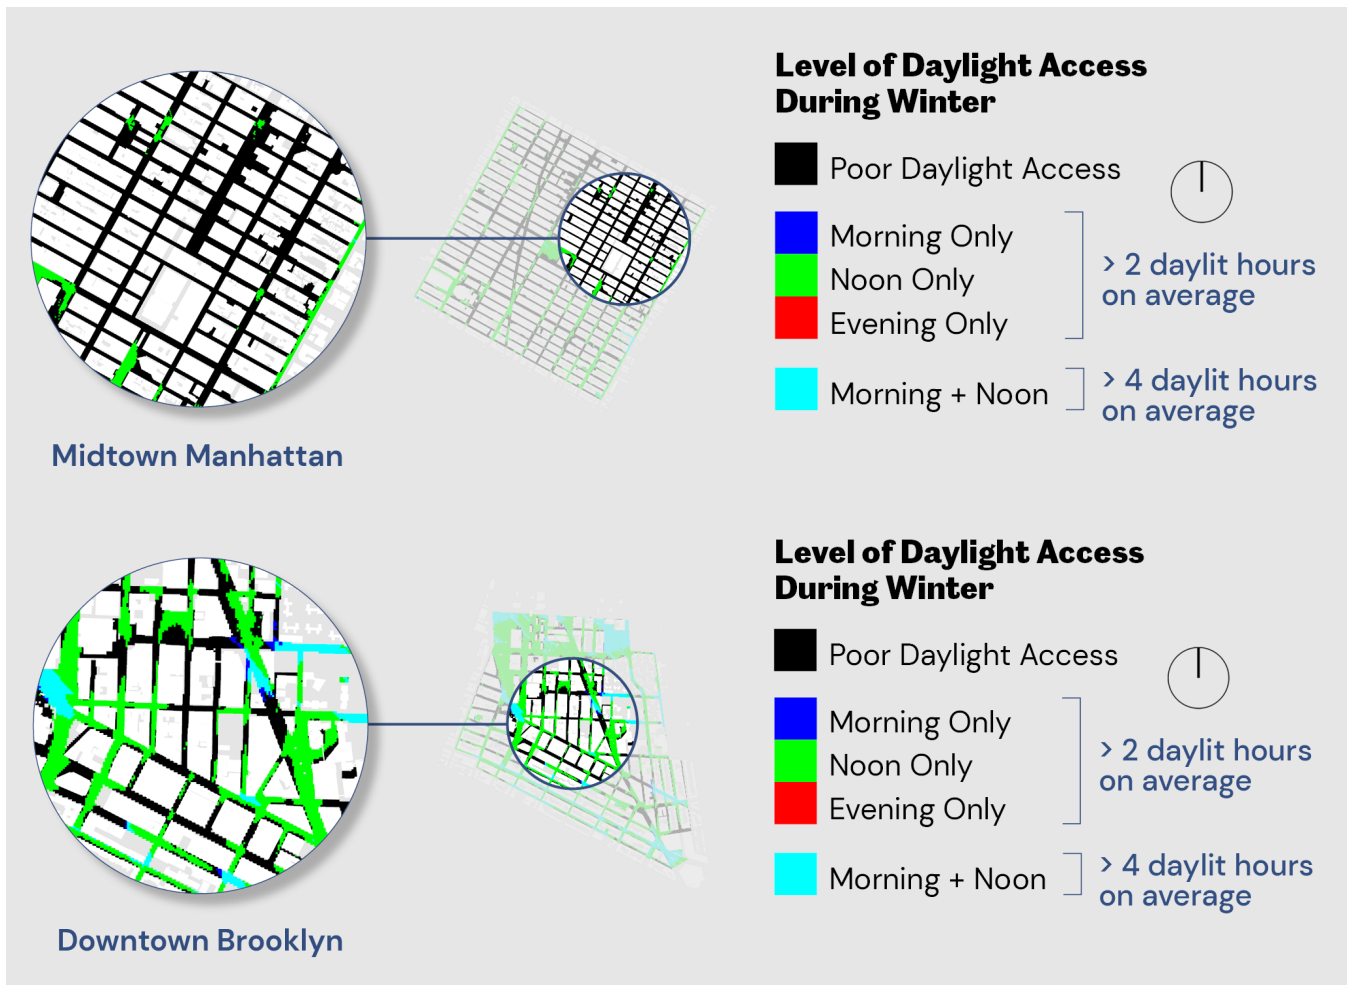 Level of Daylight Access
During Winter
Poor Daylight Access
Morning Only
Noon Only
Evening Only
> 2 daylit hours
on average
Morning + Noon
> 4 daylit hours
on average
Midtown Manhattan
Level of Daylight Access
During Winter
Poor Daylight Access
Morning Only
Noon Only
Evening Only
> 2 daylit hours
on average
Morning + Noon
> 4 daylit hours
on average
Downtown Brooklyn